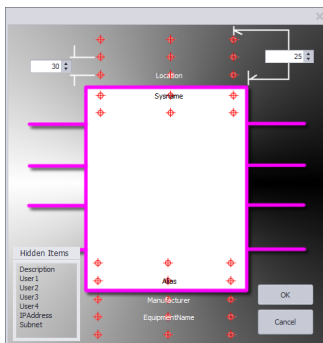 25
30
Location
Sysname
Hidden Items
Description
User1
User2
User3
User4
IPAddress
Subnet
Alias
Manufacturer
EquipmentName
OK
Cancel